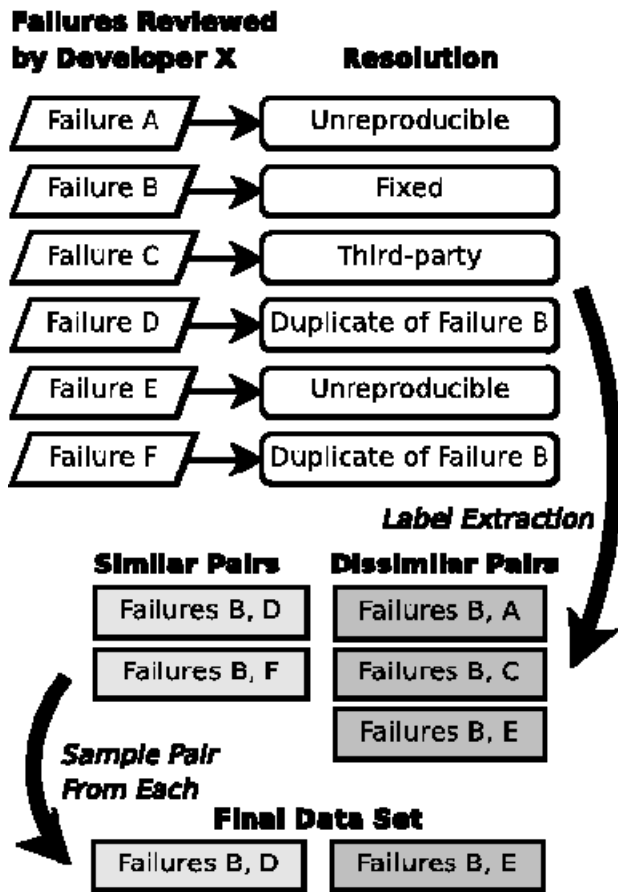 Failures Reviewed
by Developer X
Resolution
Failure A
Unreproducible
Failure B
Fixed
Failure C
Third-party
Failure D
Duplicate of Failure B
Failure E
Unreproducible
Failure F
Duplicate of Failure B
Label Extraction
Similar Pairs
Dissimilar Pairs
Failures B, D
Failures B, A
Failures B, F
Failures B, C
Failures B, E
Sample Pair
From Each
Final Data Set
Failures B, D
Failures B, E